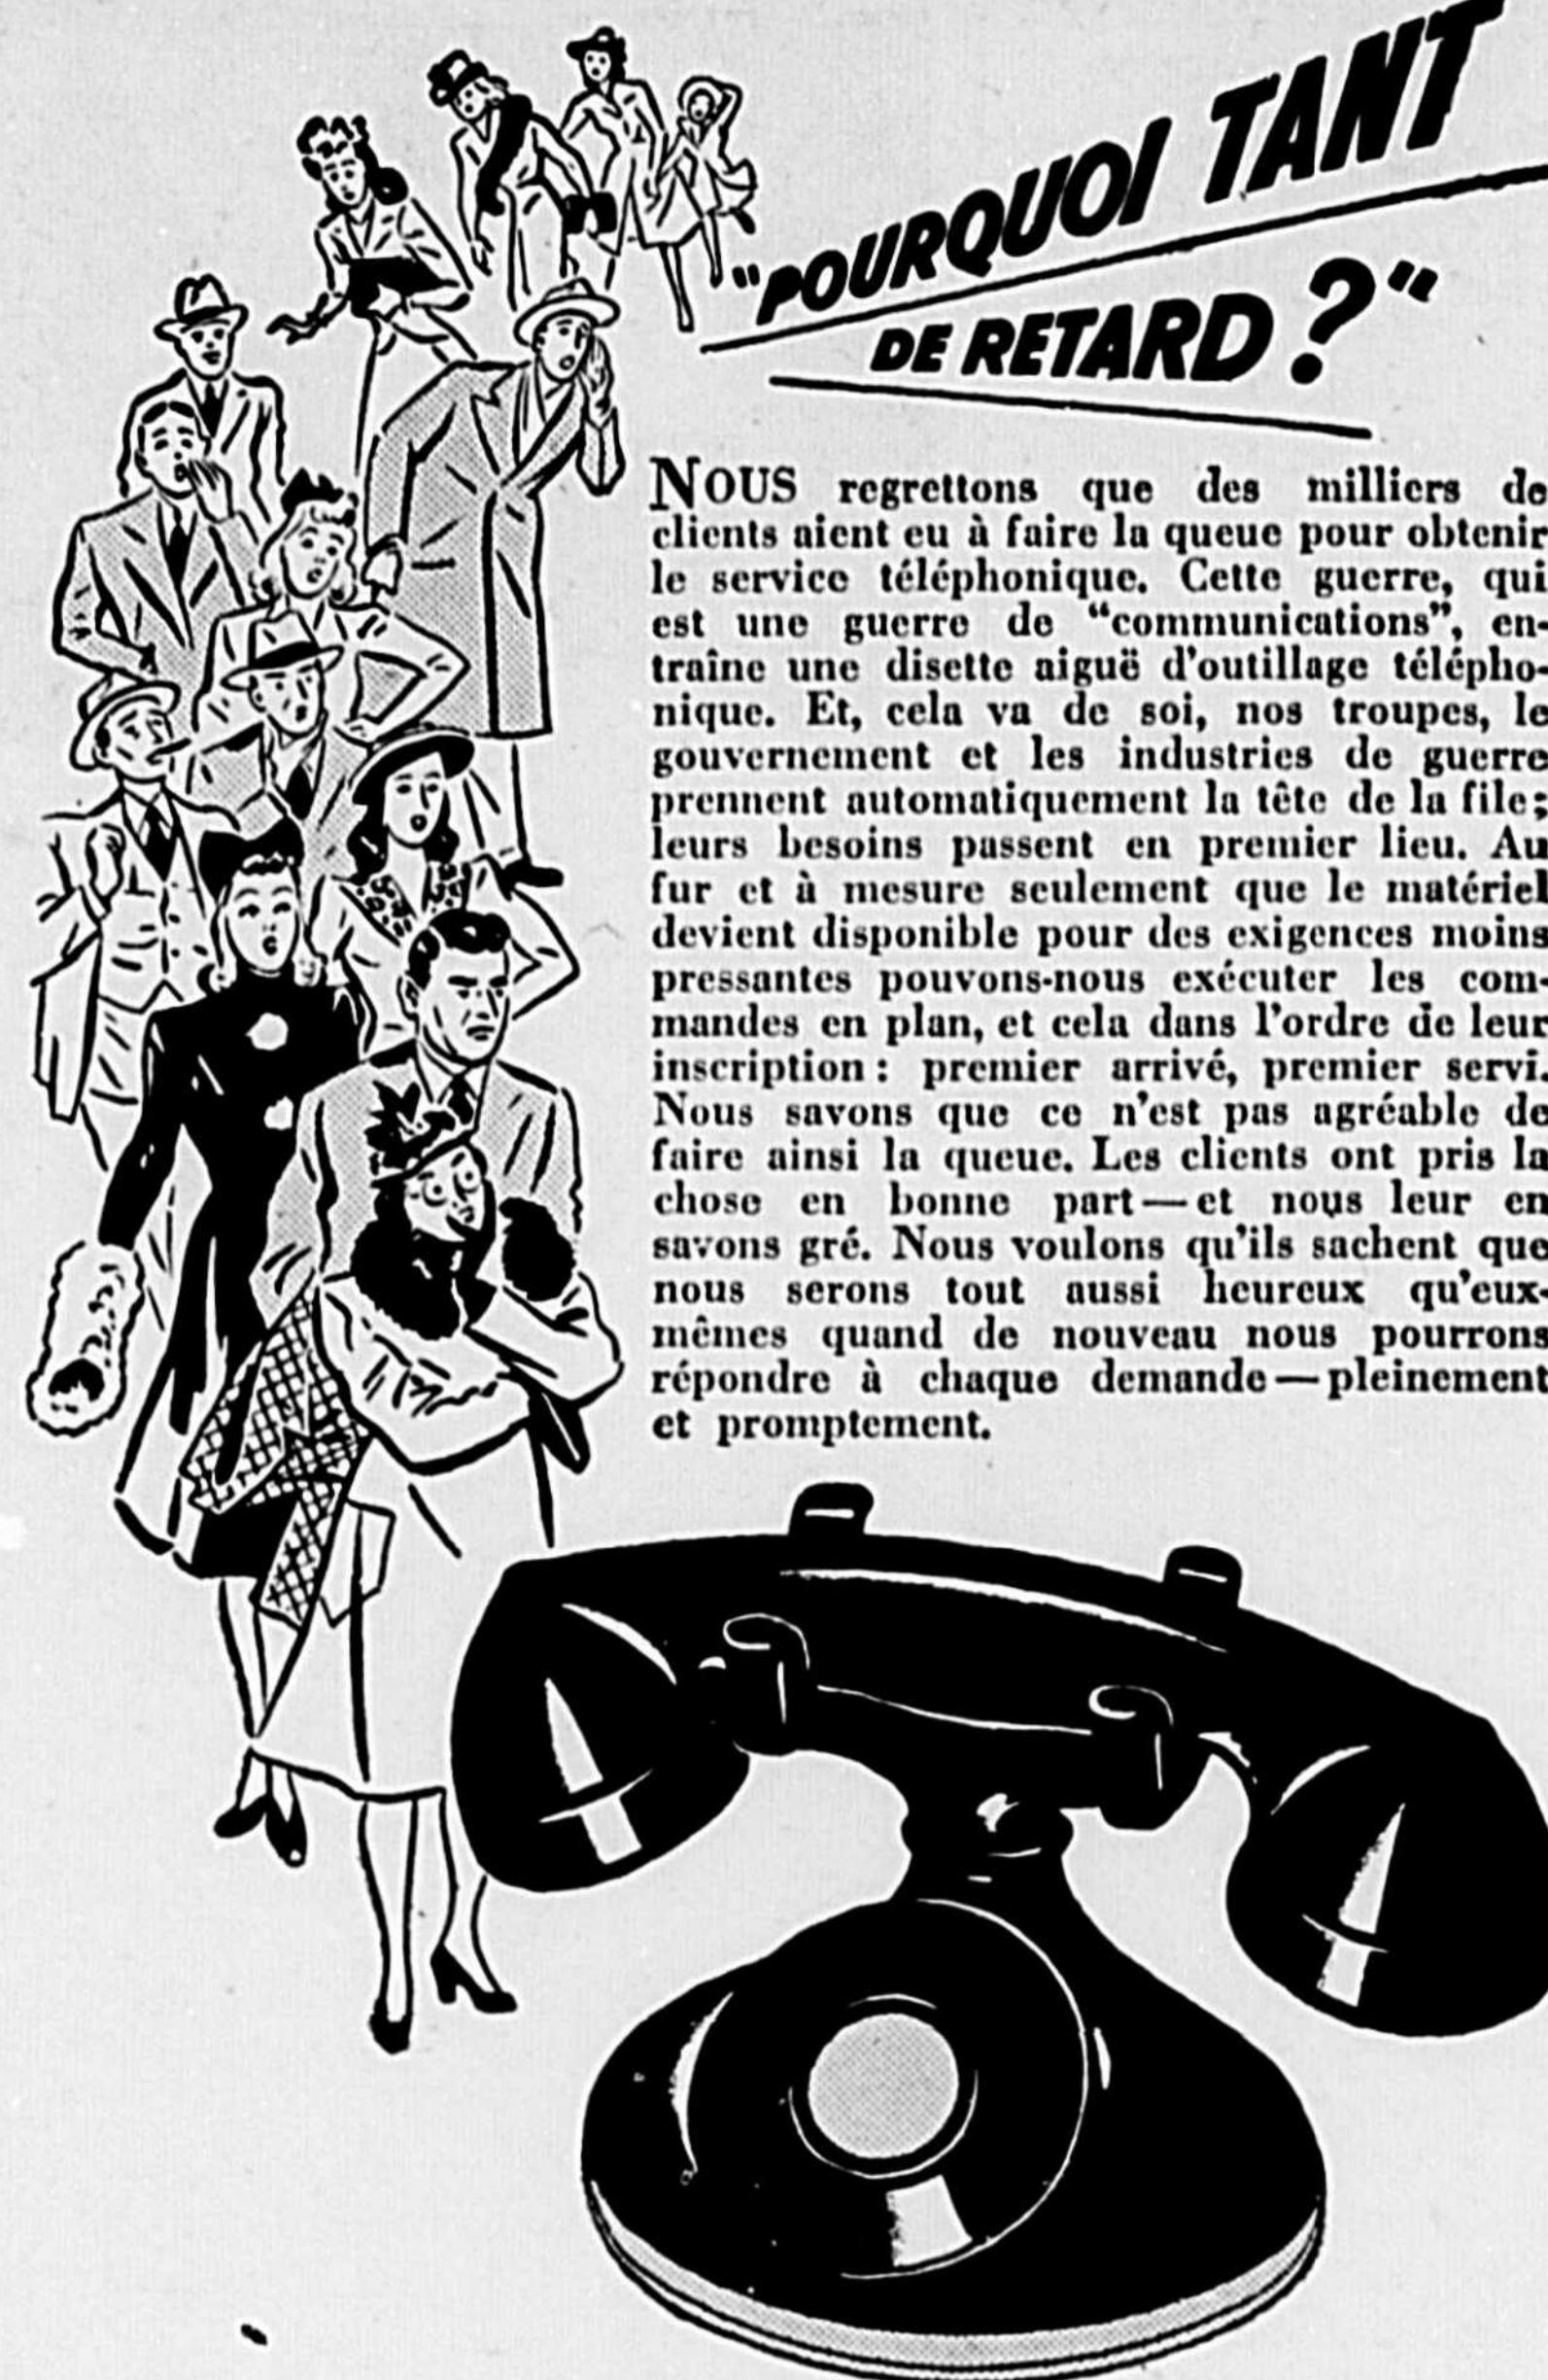 "POURQUOI TANT
DE RETARD?"
NOUS regrettons que des milliers de
clients aient eu à faire la queue pour obtenir
le service téléphonique. Cette guerre, qui
est une guerre de "communications", en-
traîne une disette aiguë d'outillage télépho-
nique. Et, cela va de soi, nos troupes, le
gouvernement et les industries de guerre
prennent automatiquement la tête de la file;
leurs besoins passent en premier lieu. Au
fur et à mesure seulement que le matériel
devient disponible pour des exigences moins
pressantes pouvons-nous exécuter les com-
mandes en plan, et cela dans l'ordre de leur
inscription : premier arrivé, premier servi.
Nous savons que ce n'est pas agréable de
faire ainsi la queue. Les clients ont pris la
chose en bonne part — et nous leur en
savons gré. Nous voulons qu'ils sachent que
nous serons tout aussi heureux qu'eux-
mêmes quand de nouveau nous pourrons
répondre à chaque demande — pleinement
et promptement.